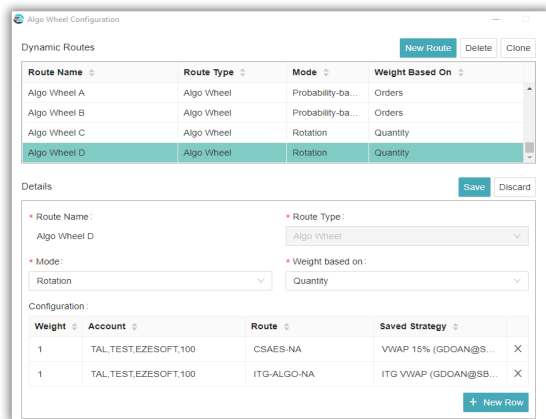 Algo Wheel Configuration
Dynamic Routes New Route Delete Clone
Route Name Route Type Mode Weight Based On
Algo Wheel A Algo Wheel Probability-ba... Orders
Algo Wheel B Algo Wheel Probability-ba... Orders
Algo Wheel C Algo Wheel Rotation Quantity
Algo Wheel D Algo Wheel Rotation Quantity
Details Save Discard
* Route Name: * Route Type:
Algo Wheel D Algo Wheel
* Mode: * Weight based on:
Rotation Quantity
Configuration:
Weight Account Route Saved Strategy
1 TAL,TEST,EZESOFT,100 CSAES-NA VWAP 15% (GDOAN@S... X
1 TAL,TEST,EZESOFT,100 ITG-ALGO-NA ITG VWAP (GDOAN@SB... X
+ New Row